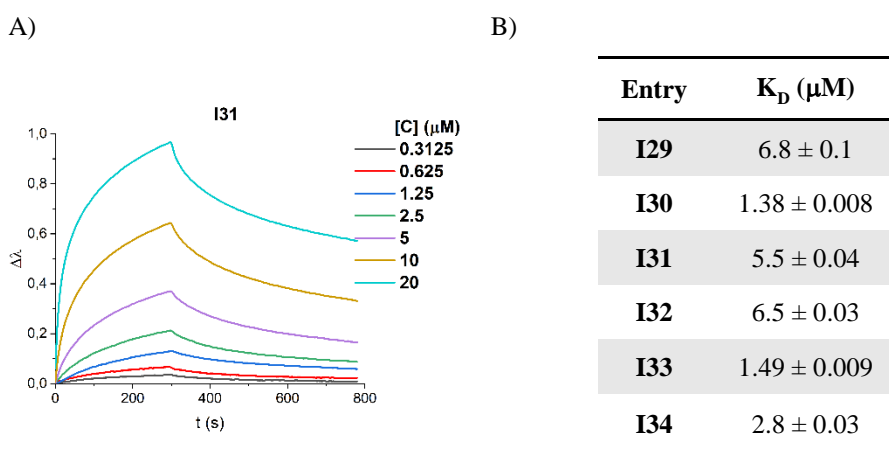 A)
B)
I31
[C] (µM)
0.3125
0.625
1.25
2.5
5
10
20
1,0
0,8
0,6
0,4
0,2
0,0
Δλ
0 200 400 600 800
t (s)
Entry K_D (µM)
I29 6.8 ± 0.1
I30 1.38 ± 0.008
I31 5.5 ± 0.04
I32 6.5 ± 0.03
I33 1.49 ± 0.009
I34 2.8 ± 0.03